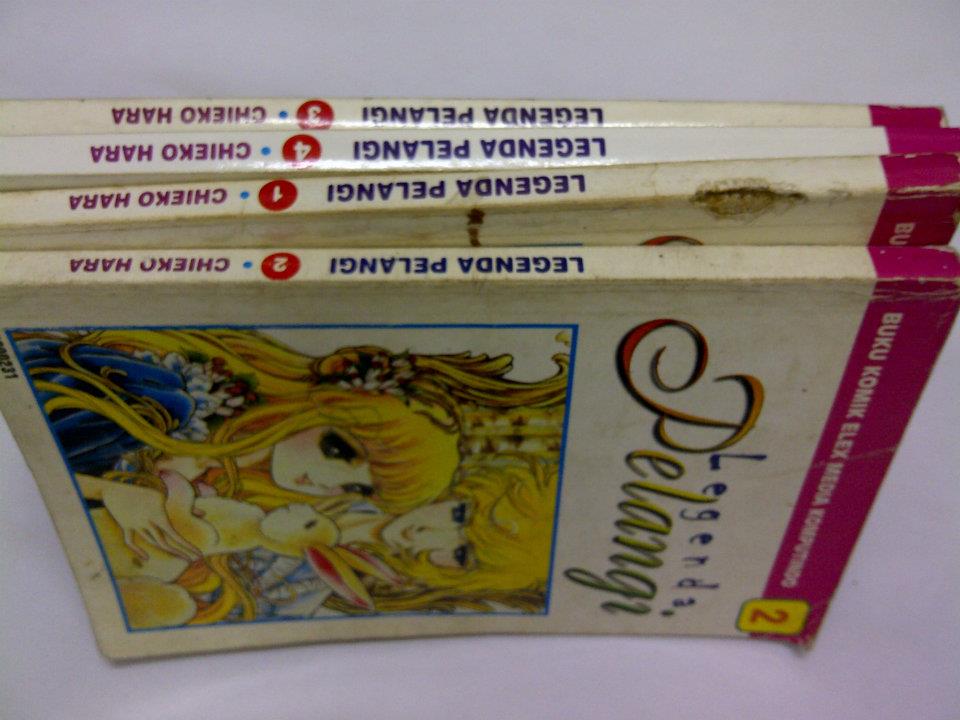 LEGENDA PELANGI 3 • CHIEKO HARA
LEGENDA PELANGI 4 • CHIEKO HARA
LEGENDA PELANGI 1 • CHIEKO HARA
BU
LEGENDA PELANGI 2 • CHIEKO HARA
BUKU KOMIK ELEX MEDIA KOMPUTINDO
2
Legenda
Pelangi